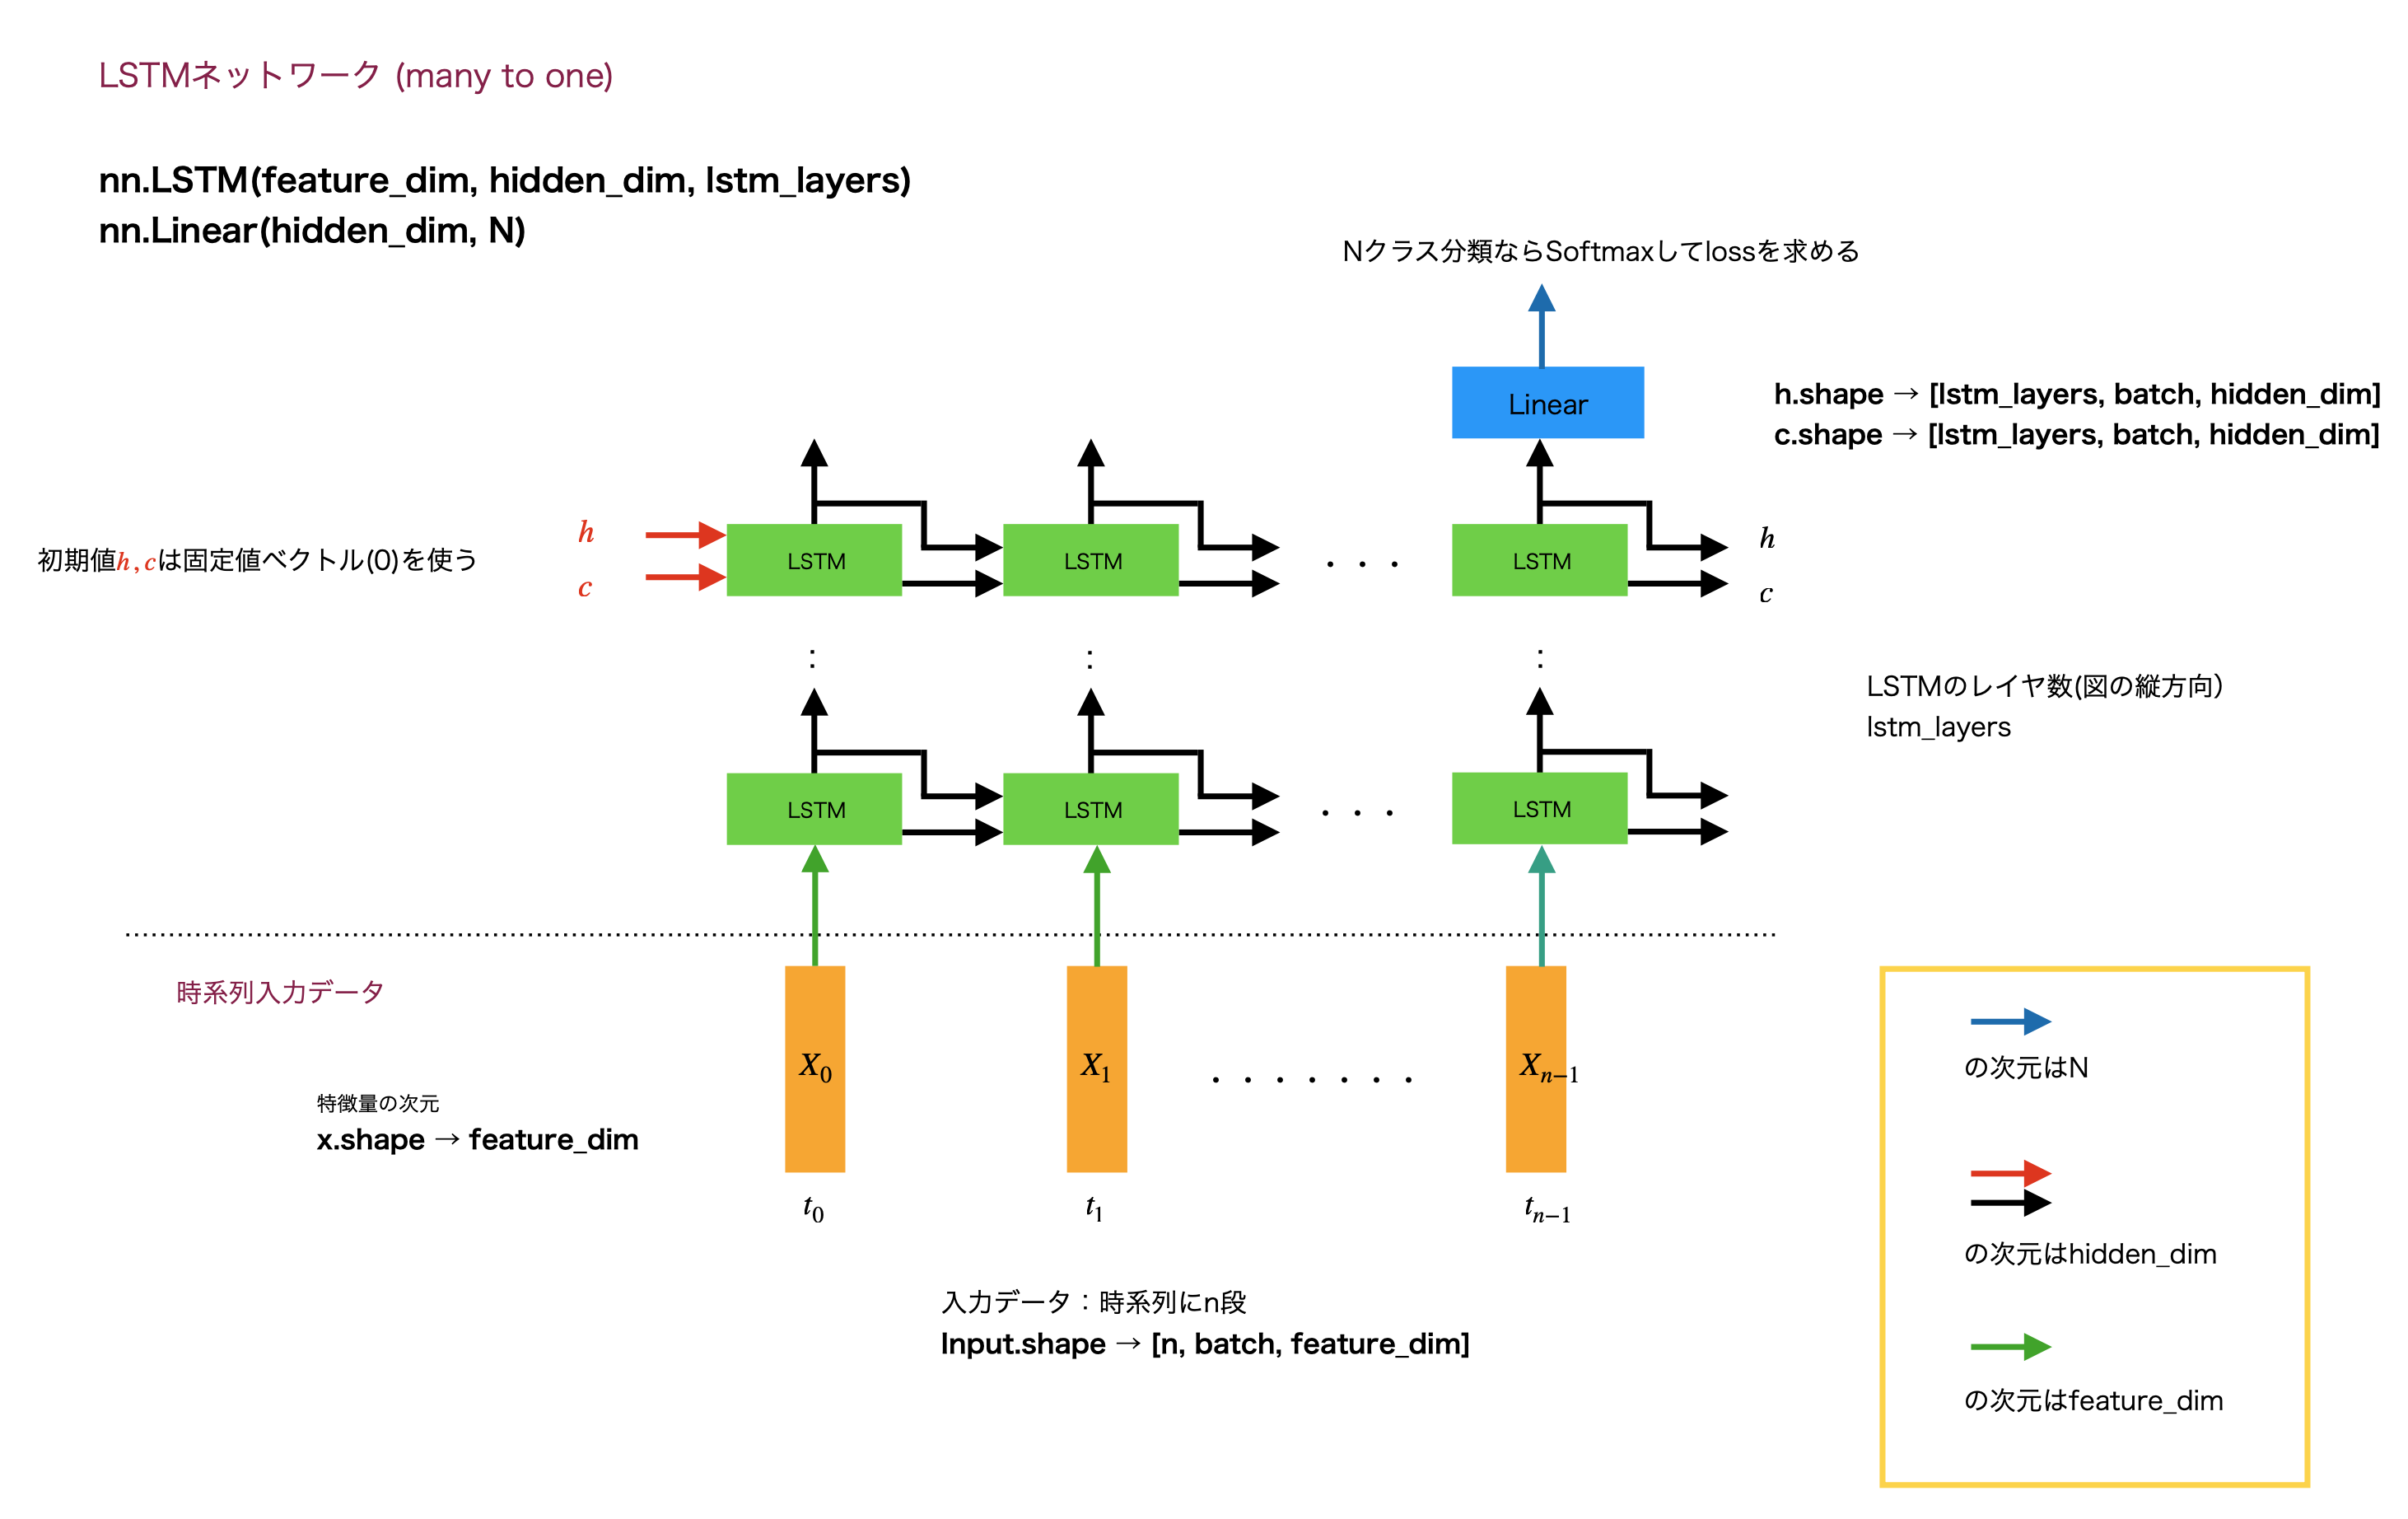 LSTMネットワーク (many to one)
nn.LSTM(feature_dim, hidden_dim, lstm_layers)
nn.Linear(hidden_dim, N)
Nクラス分類ならSoftmaxしてlossを求める
Linear
h.shape → [lstm_layers, batch, hidden_dim]
c.shape → [lstm_layers, batch, hidden_dim]
初期値h, cは固定値ベクトル(0)を使う
h
c
LSTM
LSTM
. . .
LSTM
h
c
:
:
:
LSTMのレイヤ数(図の縦方向）
lstm_layers
LSTM
LSTM
. . .
LSTM
時系列入力データ
特徴量の次元
x.shape → feature_dim
X0
X1
. . . . . . .
Xn−1
t0
t1
tn−1
入力データ：時系列にn段
Input.shape → [n, batch, feature_dim]
の次元はN
の次元はhidden_dim
の次元はfeature_dim